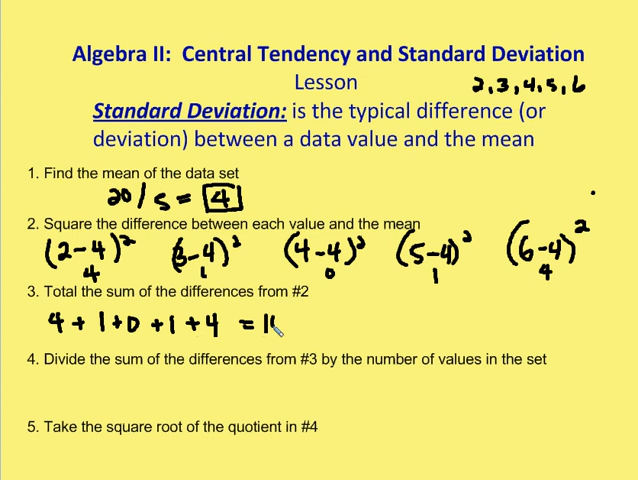 Algebra II: Central Tendency and Standard Deviation
Lesson
2,3,4,5,6
Standard Deviation: is the typical difference (or
deviation) between a data value and the mean
1. Find the mean of the data set
20/5 = 4
2. Square the difference between each value and the mean
(2-4)² (3-4)² (4-4)² (5-4)² (6-4)²
4 1 0 1 4
3. Total the sum of the differences from #2
4 + 1 + 0 + 1 + 4 =
4. Divide the sum of the differences from #3 by the number of values in the set
5. Take the square root of the quotient in #4